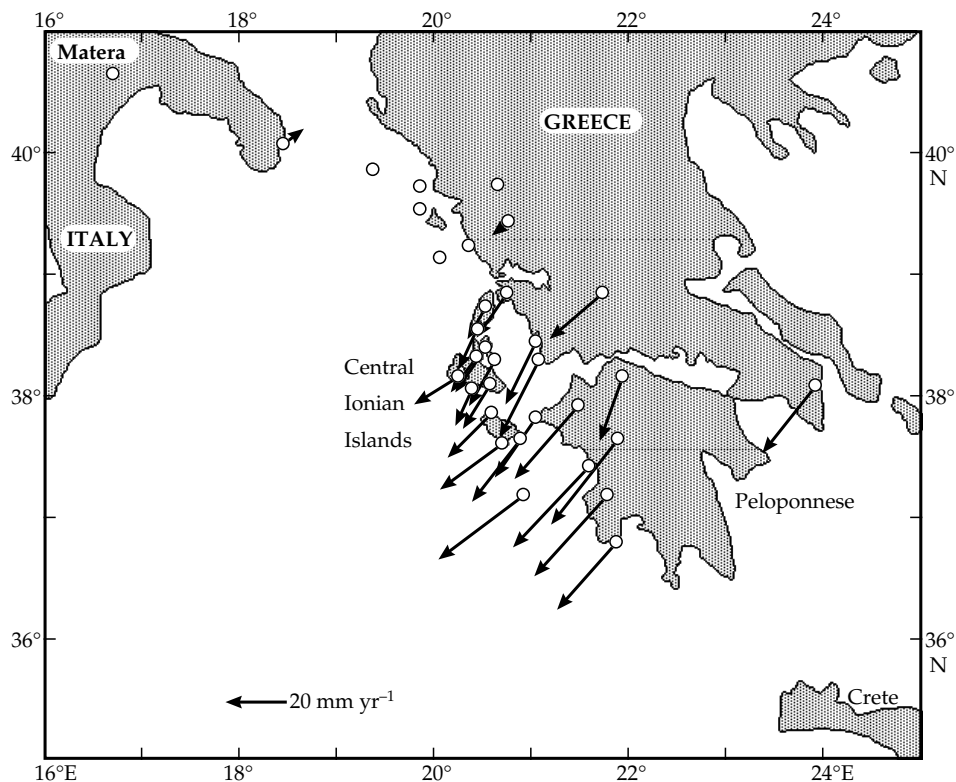 16° 18° 20° 22° 24°
Matera
GREECE
40° 40°
N
ITALY
Central
38° 38°
Ionian
Islands
Peloponnese
36° 36°
N
20 mm yr⁻¹
Crete
16°E 18° 20° 22° 24°E